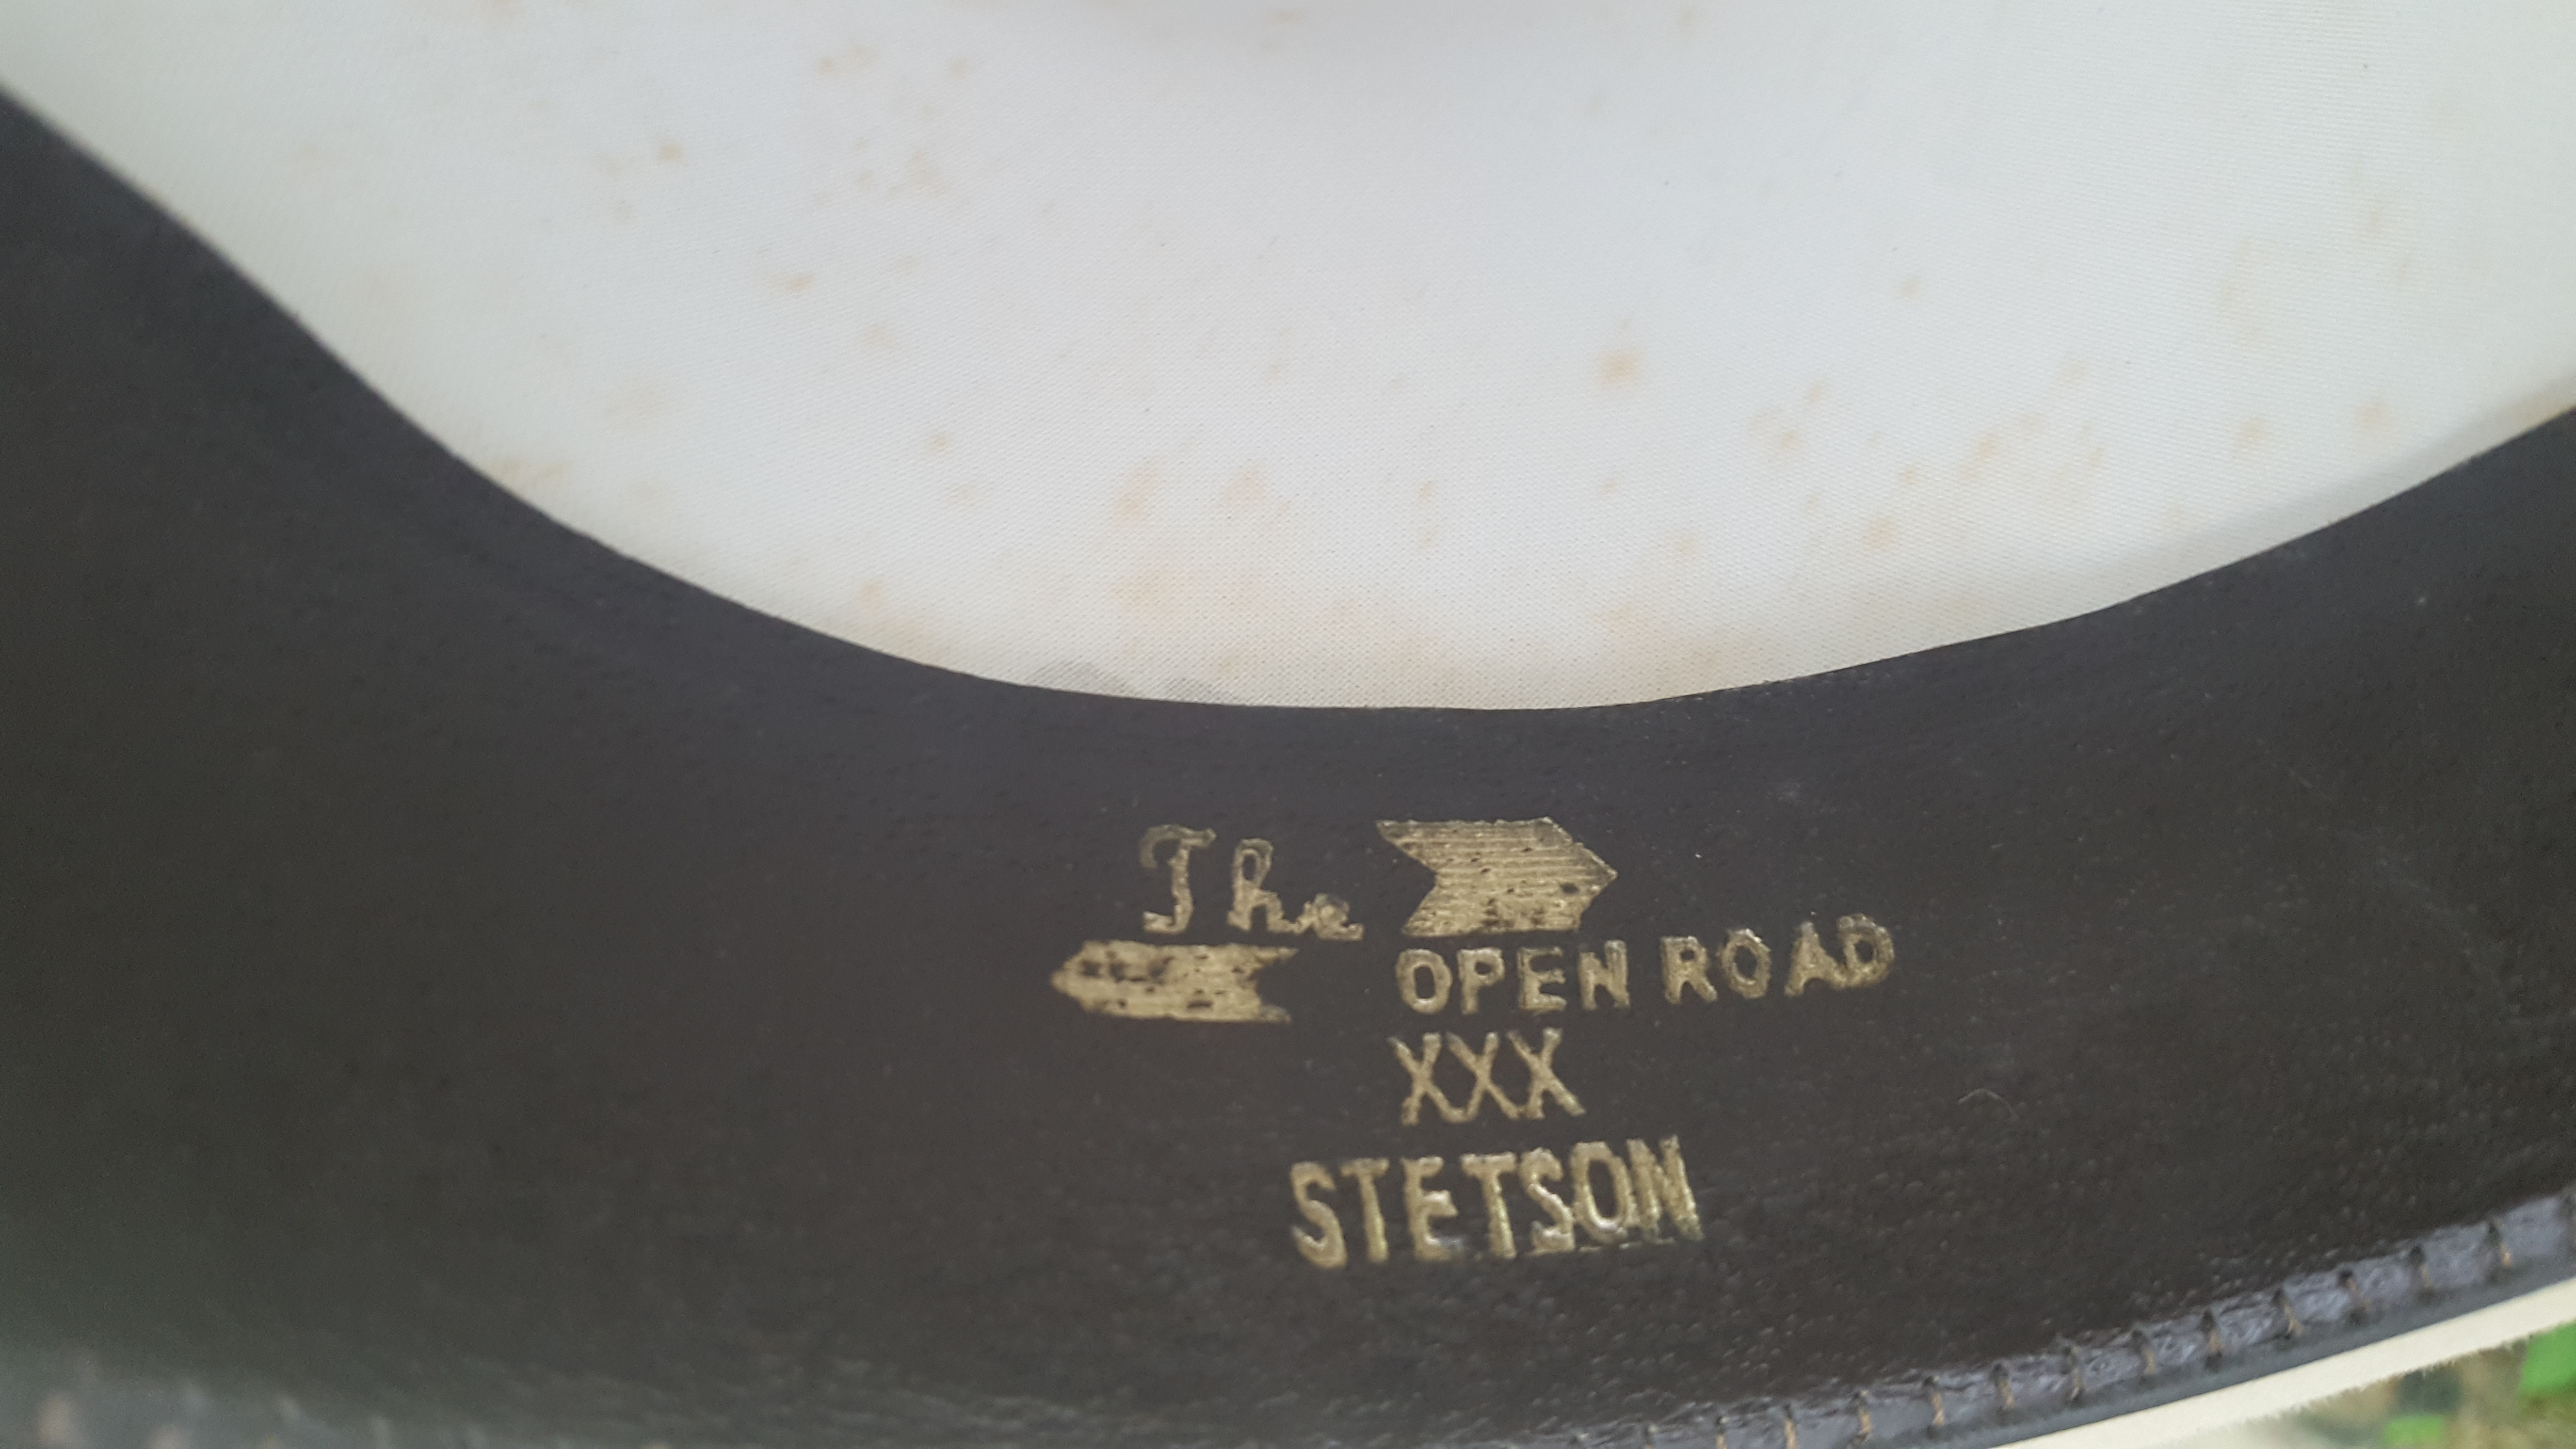 The
OPEN ROAD
XXX
STETSON